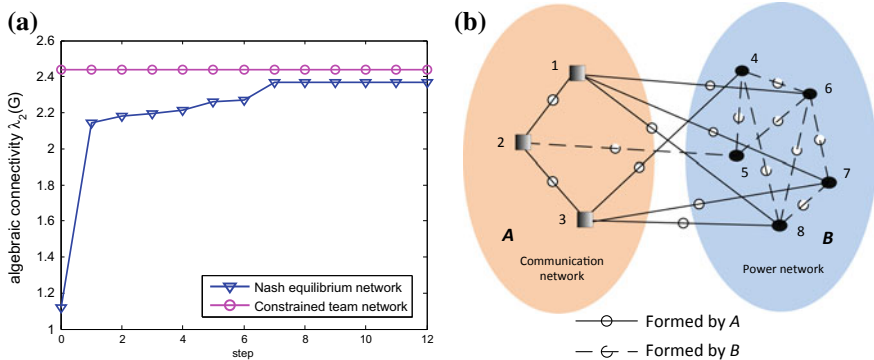 (a)
2.6
2.4
2.2
2
1.8
1.6
1.4
1.2
1
algebraic connectivity λ₂(G)
0 2 4 6 8 10 12
step
Nash equilibrium network
Constrained team network
(b)
1
2
3
4
5
6
7
8
A
B
Communication
network
Power network
Formed by A
Formed by B